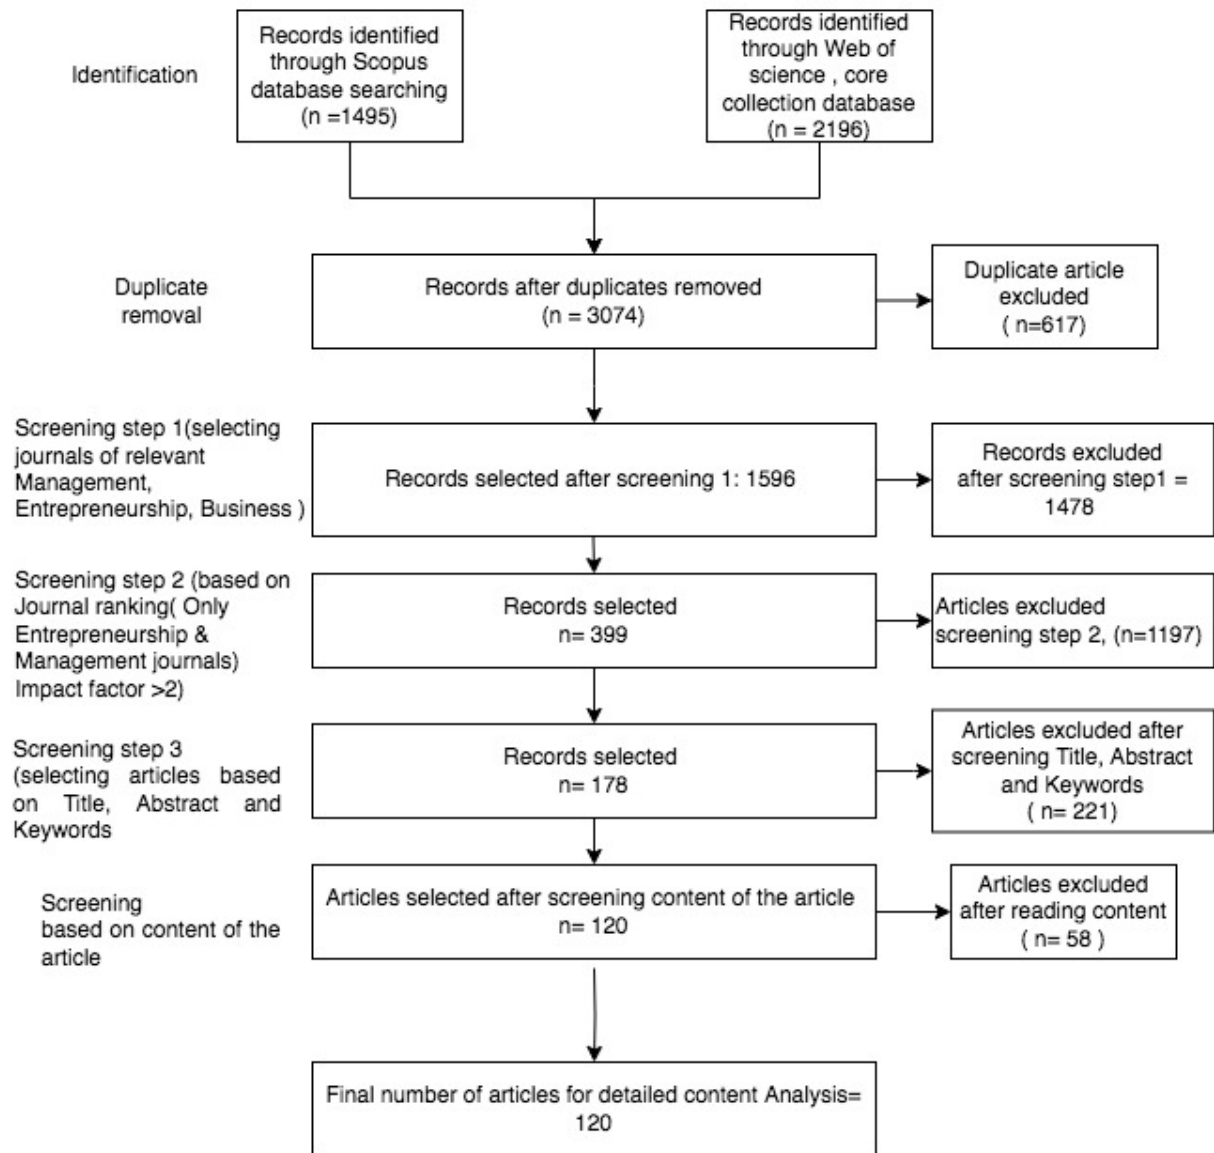 Identification
Records identified
through Scopus
database searching
(n =1495)
Records identified
through Web of
science , core
collection database
(n = 2196)
Duplicate
removal
Records after duplicates removed
(n = 3074)
Duplicate article
excluded
( n=617)
Screening step 1(selecting
journals of relevant
Management,
Entrepreneurship, Business )
Records selected after screening 1: 1596
Records excluded
after screening step1 =
1478
Screening step 2 (based on
Journal ranking( Only
Entrepreneurship &
Management journals)
Impact factor >2)
Records selected
n= 399
Articles excluded
screening step 2, (n=1197)
Screening step 3
(selecting articles based
on Title, Abstract and
Keywords
Records selected
n= 178
Articles excluded after
screening Title, Abstract
and Keywords
( n= 221)
Screening
based on content of the
article
Articles selected after screening content of the article
n= 120
Articles excluded
after reading content
( n= 58 )
Final number of articles for detailed content Analysis=
120